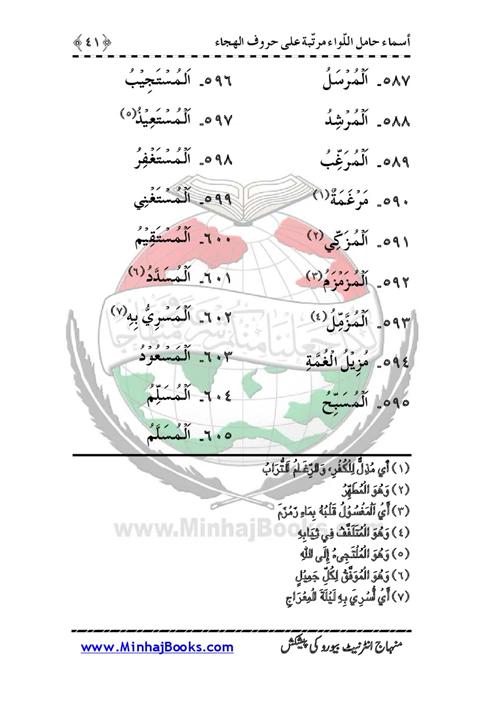 أسماء حامل اللّواء مرتّبة على حروف الهجاء ﴿٤١﴾
٥٨٧۔ اَلْمُرْسَلُ
٥٨٨۔ اَلْمُرْشِدُ
٥٨٩۔ اَلْمُرَغِّبُ
٥٩٠۔ مَرْغَمَةٌ (١)
٥٩١۔ اَلْمُزَكِّي (٢)
٥٩٢۔ اَلْمُزَمْزَمُ (٣)
٥٩٣۔ اَلْمُزَّمِّلُ (٤)
٥٩٤۔ مُزِيْلُ الْغُمَّةِ
٥٩٥۔ اَلْمُسَبِّحُ
٥٩٦۔ اَلْمُسْتَجِيْبُ
٥٩٧۔ اَلْمُسْتَعِيْذُ (٥)
٥٩٨۔ اَلْمُسْتَغْفِرُ
٥٩٩۔ اَلْمُسْتَغْنِي
٦٠٠۔ اَلْمُسْتَقِيْمُ
٦٠١۔ اَلْمُسَدَّدُ (٦)
٦٠٢۔ اَلْمَسْرِيُّ بِهِ (٧)
٦٠٣۔ اَلْمَسْعُوْدُ
٦٠٤۔ اَلْمُسَلِّمُ
٦٠٥۔ اَلْمُسَلَّمُ
(١) أي مُذِلٌّ لِلْكُفْرِ، وَالرَّغَامُ التُّرَابُ
(٢) وَهُوَ الْمُطَهِّرُ
(٣) أَيُ الْمَغْسُوْلُ قَلْبُهُ بِمَاءِ زَمْزَمَ
(٤) وَهُوَ الْمُتَلَفِّفُ فِي ثِيَابِهِ
(٥) وَهُوَ الْمُلْتَجِيءُ إِلَى اللهِ
(٦) وَهُوَ الْمُوَفَّقُ لِكُلِّ جَمِيْلٍ
(٧) أَيُ أُسْرِيَ بِهِ لَيْلَةَ الْمِعْرَاجِ
www.MinhajBooks.com
منہاج انٹرنیٹ بیورو کی پیشکش
www.MinhajBooks.com